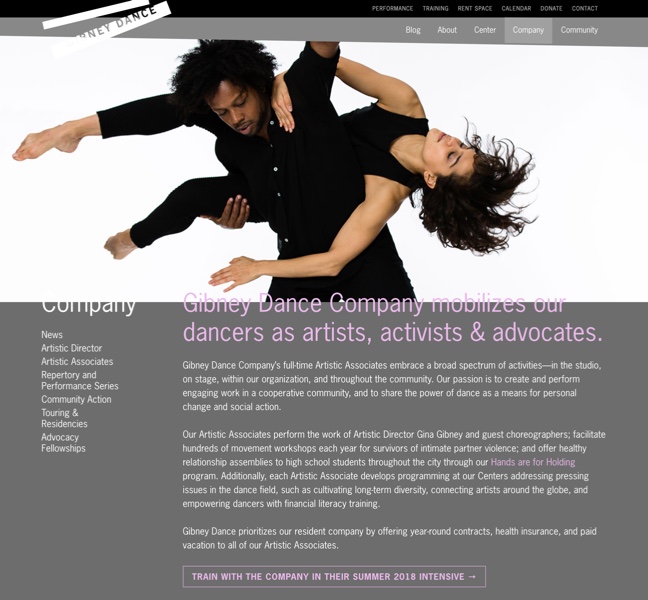 PERFORMANCE TRAINING RENT SPACE CALENDAR DONATE CONTACT
DANCE
Blog About Center Company Community
Company
Gibney Dance Company mobilizes our
dancers as artists, activists & advocates.
News
Artistic Director
Artistic Associates
Repertory and
Performance Series
Community Action
Touring &
Residencies
Advocacy
Fellowships
Gibney Dance Company's full-time Artistic Associates embrace a broad spectrum of activities—in the studio,
on stage, within our organization, and throughout the community. Our passion is to create and perform
engaging work in a cooperative community, and to share the power of dance as a means for personal
change and social action.
Our Artistic Associates perform the work of Artistic Director Gina Gibney and guest choreographers; facilitate
hundreds of movement workshops each year for survivors of intimate partner violence; and offer healthy
relationship assemblies to high school students throughout the city through our Hands are for Holding
program. Additionally, each Artistic Associate develops programming at our Centers addressing pressing
issues in the dance field, such as cultivating long-term diversity, connecting artists around the globe, and
empowering dancers with financial literacy training.
Gibney Dance prioritizes our resident company by offering year-round contracts, health insurance, and paid
vacation to all of our Artistic Associates.
TRAIN WITH THE COMPANY IN THEIR SUMMER 2018 INTENSIVE →